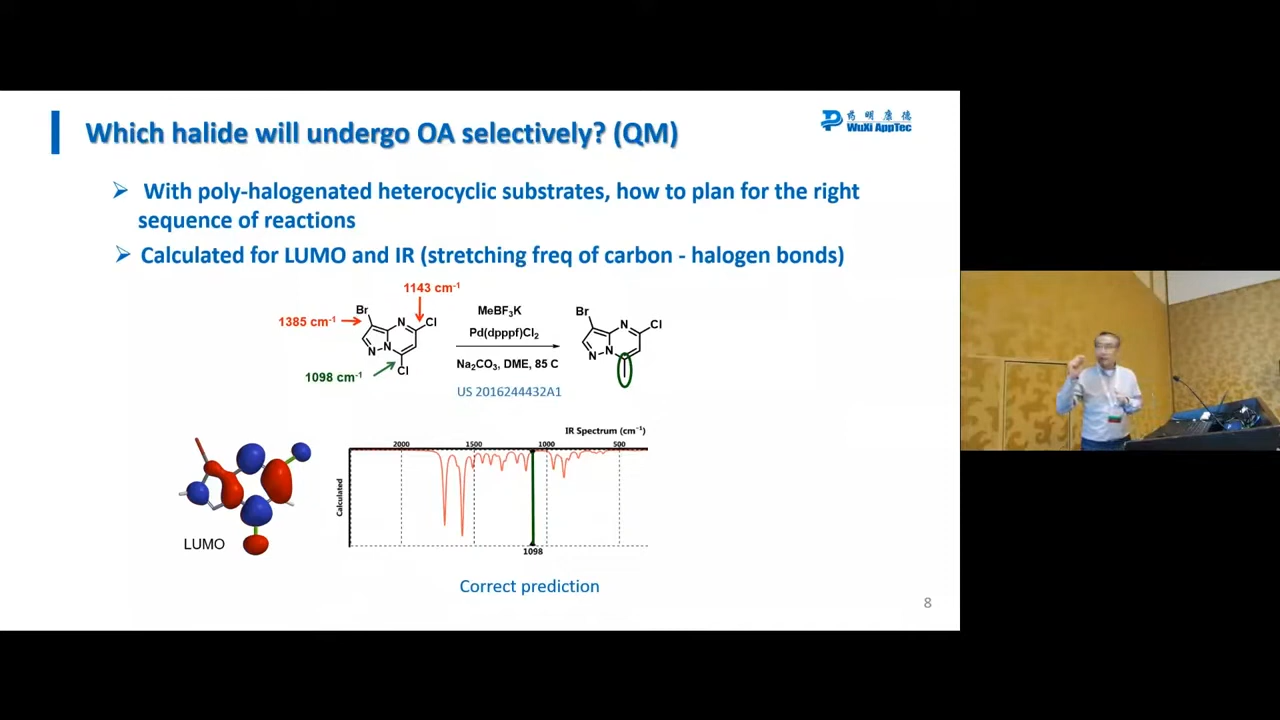 Which halide will undergo OA selectively? (QM)
药明康德
WuXi AppTec
With poly-halogenated heterocyclic substrates, how to plan for the right
sequence of reactions
Calculated for LUMO and IR (stretching freq of carbon - halogen bonds)
1143 cm-1
1385 cm-1
1098 cm-1
Br
N
Cl
N
N
Cl
MeBF3K
Pd(dpppf)Cl2
Na2CO3, DME, 85 C
US 2016244432A1
Br
N
Cl
N
N
IR Spectrum (cm-1)
2000 1500 1000 500
Calculated
1098
LUMO
Correct prediction
8